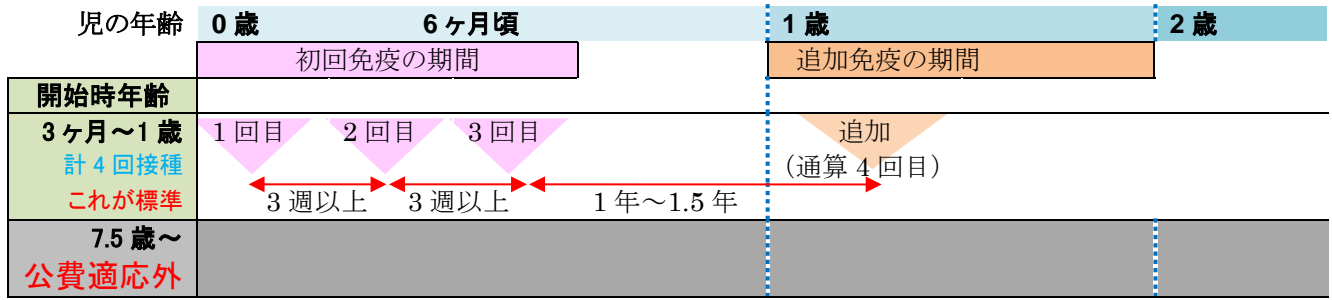 児の年齢 0歳 6ヶ月頃 1歳 2歳
初回免疫の期間 追加免疫の期間
開始時年齢
3ヶ月～1歳 1回目 2回目 3回目 追加
計4回接種 (通算4回目)
これが標準 3週以上 3週以上 1年～1.5年
7.5歳～
公費適応外